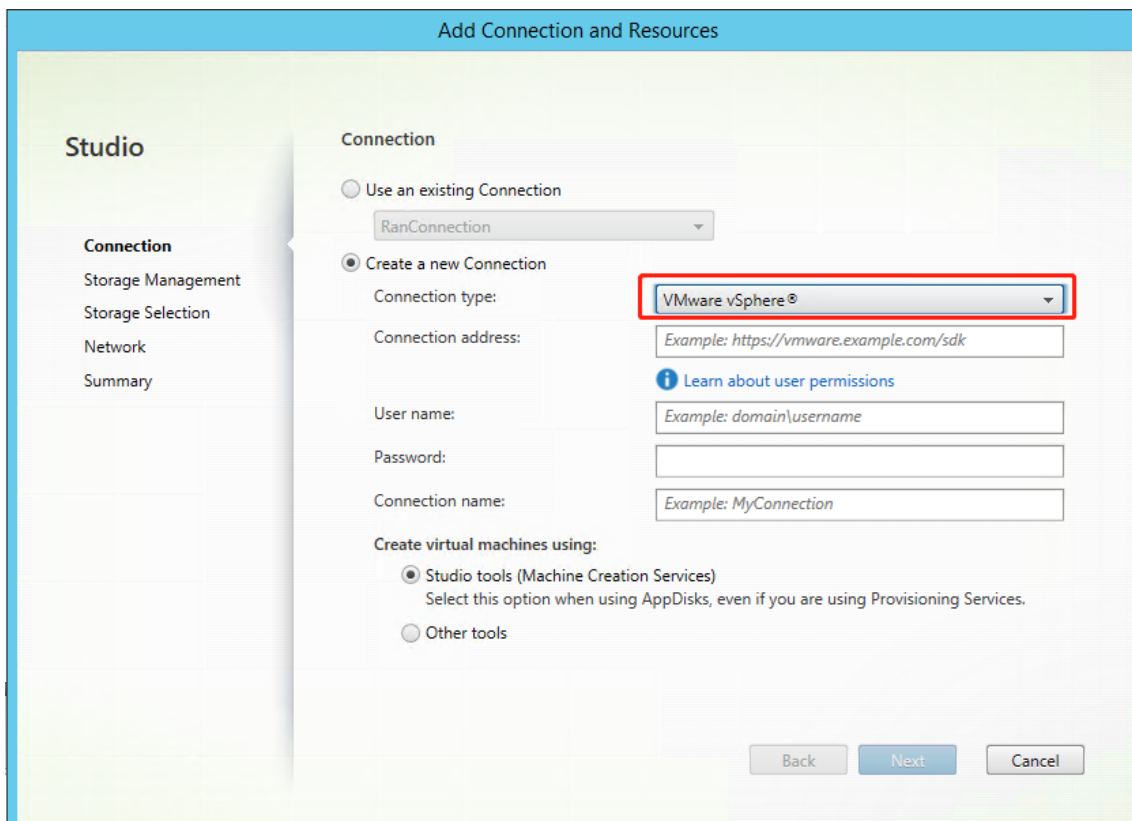 Add Connection and Resources
Studio
Connection
Storage Management
Storage Selection
Network
Summary
Connection
Use an existing Connection
RanConnection
Create a new Connection
Connection type:
VMware vSphere®
Connection address:
Example: https://vmware.example.com/sdk
Learn about user permissions
User name:
Example: domain\username
Password:
Connection name:
Example: MyConnection
Create virtual machines using:
Studio tools (Machine Creation Services)
Select this option when using AppDisks, even if you are using Provisioning Services.
Other tools
Back
Next
Cancel